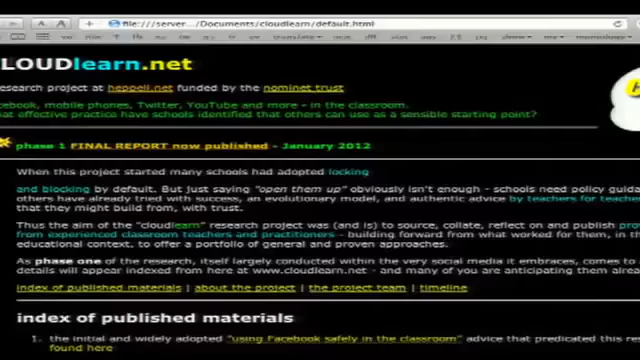 file:///server.../Documents/cloudlearn/default.html
LOUDlearn.net
esearch project at heppell.net funded by the nominet trust
cebook, mobile phones, Twitter, YouTube and more - in the classroom.
hat effective practice have schools identified that others can use as a sensible starting point?
phase 1 FINAL REPORT now published - January 2012
When this project started many schools had adopted locking
and blocking by default. But just saying "open them up" obviously isn't enough - schools need policy guida
others have already tried with success, an evolutionary model, and authentic advice by teachers for teache
that they might build from, with trust.
Thus the aim of the "cloudlearn" research project was (and is) to source, collate, reflect on and publish pro
from experienced classroom teachers and practitioners - building forward from what worked for them, in the
educational context, to offer a portfolio of general and proven approaches.
As phase one of the research, itself largely conducted within the very social media it embraces, comes to
details will appear indexed from here at www.cloudlearn.net - and many of you are anticipating them alrea
index of published materials | about the project | the project team | timeline
index of published materials
1. the initial and widely adopted "using Facebook safely in the classroom" advice that predicated this re
found here